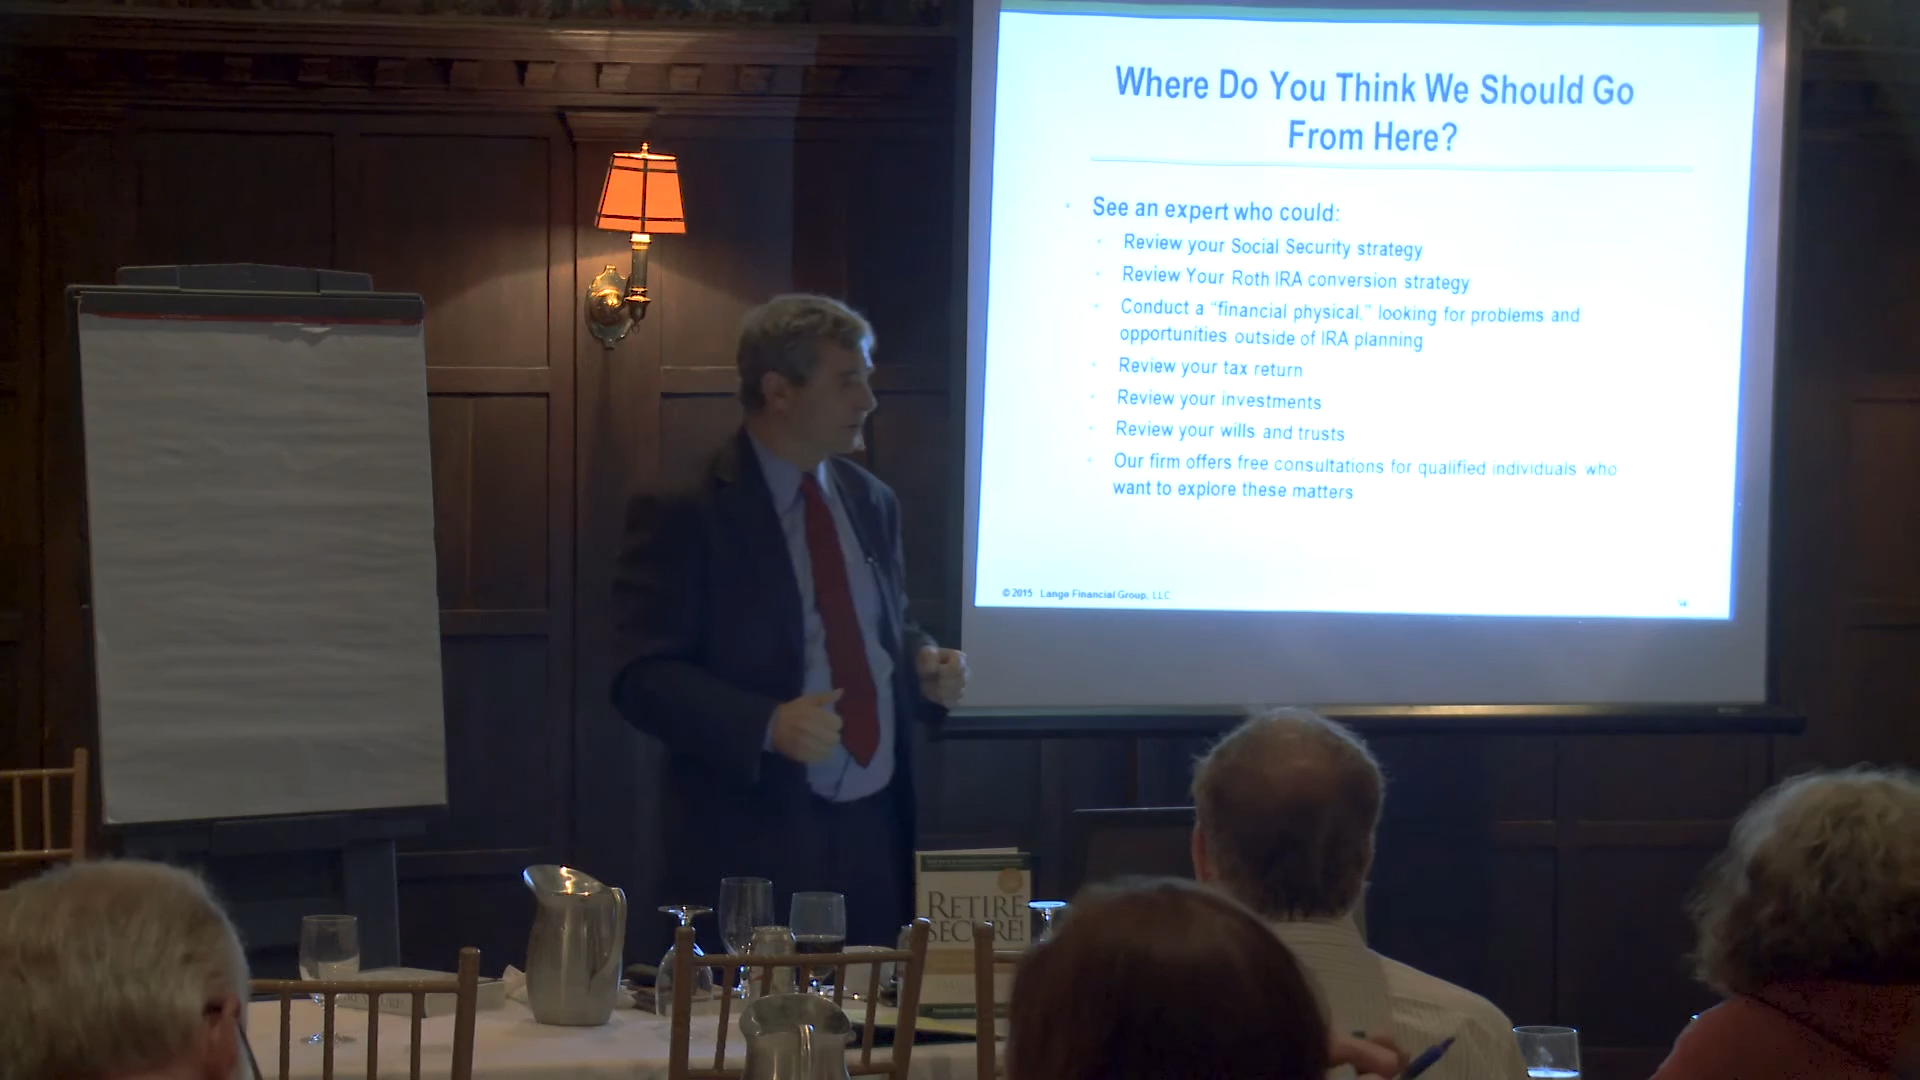 Where Do You Think We Should Go
From Here?
See an expert who could:
Review your Social Security strategy
Review Your Roth IRA conversion strategy
Conduct a “financial physical,” looking for problems and
opportunities outside of IRA planning
Review your tax return
Review your investments
Review your wills and trusts
Our firm offers free consultations for qualified individuals who
want to explore these matters
© 2015 Lange Financial Group, LLC
RETIRE
SECURE!